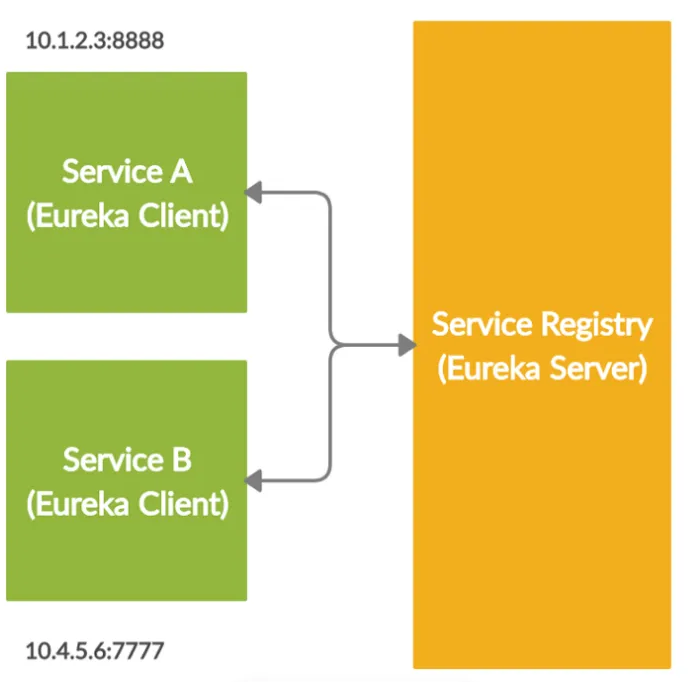 10.1.2.3:8888
Service A
(Eureka Client)
Service Registry
(Eureka Server)
Service B
(Eureka Client)
10.4.5.6:7777